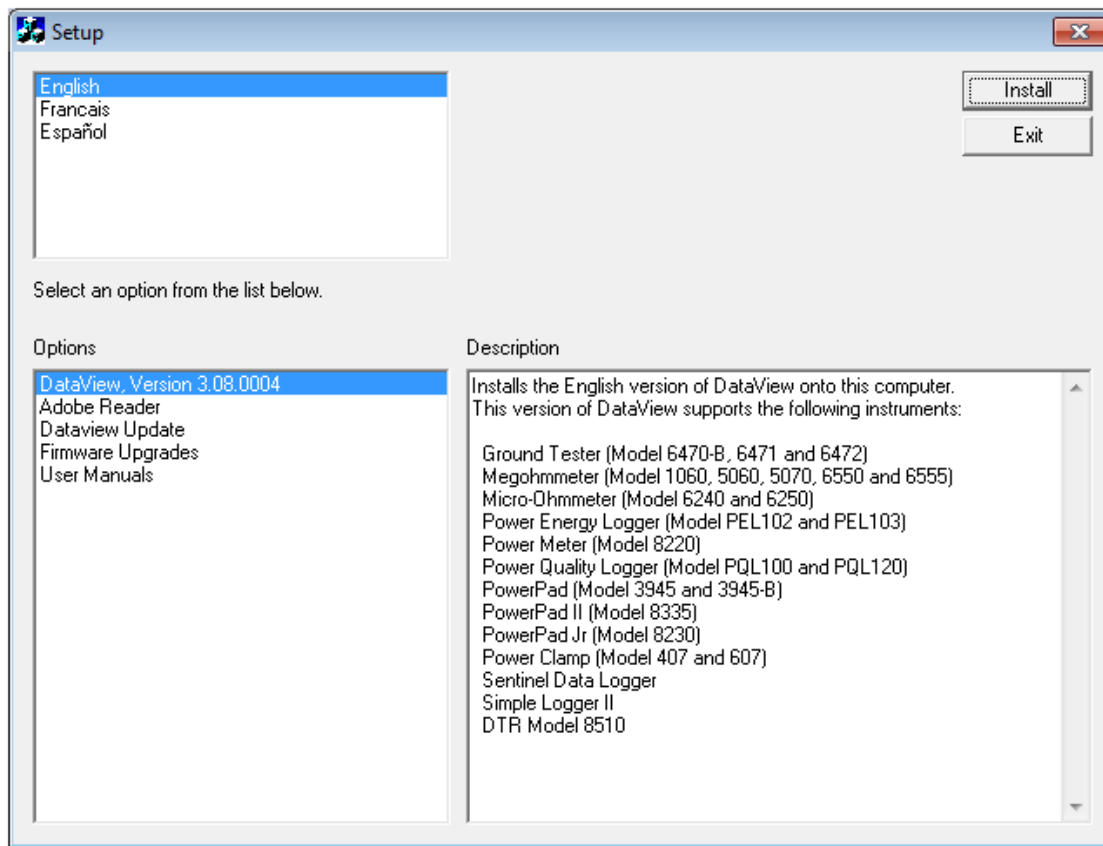 Setup
English
Francais
Español
Install
Exit
Select an option from the list below.
Options
DataView, Version 3.08.0004
Adobe Reader
Dataview Update
Firmware Upgrades
User Manuals
Description
Installs the English version of DataView onto this computer.
This version of DataView supports the following instruments:
Ground Tester (Model 6470-B, 6471 and 6472)
Megohmmeter (Model 1060, 5060, 5070, 6550 and 6555)
Micro-Ohmmeter (Model 6240 and 6250)
Power Energy Logger (Model PEL102 and PEL103)
Power Meter (Model 8220)
Power Quality Logger (Model PQL100 and PQL120)
PowerPad (Model 3945 and 3945-B)
PowerPad II (Model 8335)
PowerPad Jr (Model 8230)
Power Clamp (Model 407 and 607)
Sentinel Data Logger
Simple Logger II
DTR Model 8510